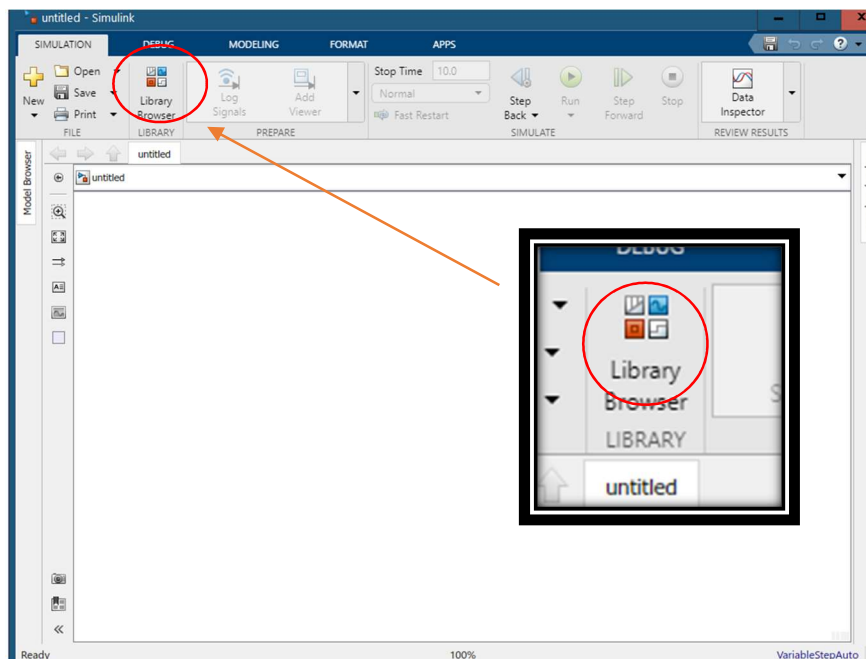 untitled - Simulink
SIMULATION DEBUG MODELING FORMAT APPS
New
Open
Save
Print
FILE
Library
Browser
LIBRARY
Log
Signals
Add
Viewer
PREPARE
Stop Time 10.0
Normal
Fast Restart
Step
Back
Run
Step
Forward
Stop
SIMULATE
Data
Inspector
REVIEW RESULTS
Model Browser
untitled
untitled
DEBUG
Library
Browser
LIBRARY
S
untitled
Ready 100% VariableStepAuto